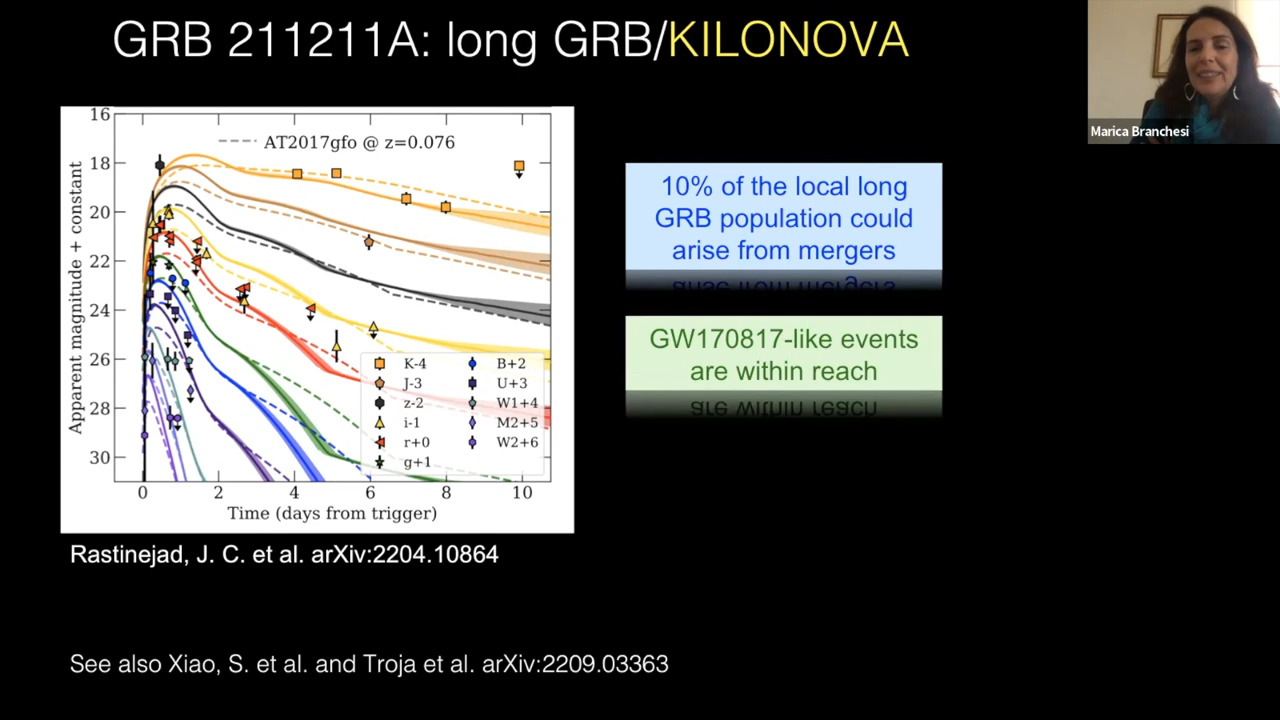 GRB 211211A: long GRB/KILONOVA
Marica Branchesi
16
18
20
22
24
26
28
30
AT2017gfo @ z=0.076
Apparent magnitude + constant
K-4
J-3
z-2
i-1
r+0
g+1
B+2
U+3
W1+4
M2+5
W2+6
0 2 4 6 8 10
Time (days from trigger)
10% of the local long
GRB population could
arise from mergers
GW170817-like events
are within reach
Rastinejad, J. C. et al. arXiv:2204.10864
See also Xiao, S. et al. and Troja et al. arXiv:2209.03363